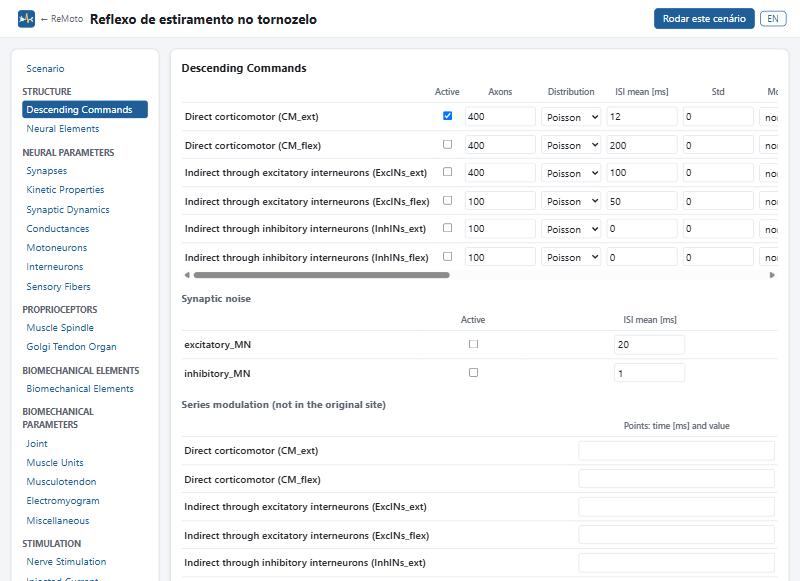 ← ReMoto Reflexo de estiramento no tornozelo Rodar este cenário EN
Scenario
STRUCTURE
Descending Commands
Neural Elements
NEURAL PARAMETERS
Synapses
Kinetic Properties
Synaptic Dynamics
Conductances
Motoneurons
Interneurons
Sensory Fibers
PROPRIOCEPTORS
Muscle Spindle
Golgi Tendon Organ
BIOMECHANICAL ELEMENTS
Biomechanical Elements
BIOMECHANICAL
PARAMETERS
Joint
Muscle Units
Musculotendon
Electromyogram
Miscellaneous
STIMULATION
Nerve Stimulation
Injected Current
Descending Commands
Active Axons Distribution ISI mean [ms] Std
Direct corticomotor (CM_ext) 400 Poisson 12 0
Direct corticomotor (CM_flex) 400 Poisson 200 0
Indirect through excitatory interneurons (ExcINs_ext) 400 Poisson 100 0
Indirect through excitatory interneurons (ExcINs_flex) 100 Poisson 50 0
Indirect through inhibitory interneurons (InhINs_ext) 100 Poisson 0 0
Indirect through inhibitory interneurons (InhINs_flex) 100 Poisson 0 0
Synaptic noise
Active ISI mean [ms]
excitatory_MN 20
inhibitory_MN 1
Series modulation (not in the original site)
Points: time [ms] and value
Direct corticomotor (CM_ext)
Direct corticomotor (CM_flex)
Indirect through excitatory interneurons (ExcINs_ext)
Indirect through excitatory interneurons (ExcINs_flex)
Indirect through inhibitory interneurons (InhINs_ext)